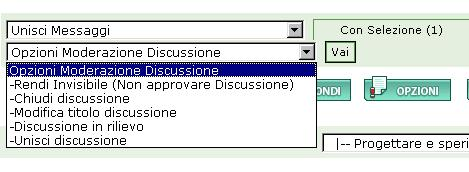 Unisci Messaggi
Con Selezione (1)
Opzioni Moderazione Discussione
Vai
Opzioni Moderazione Discussione
-Rendi Invisibile (Non approvare Discussione)
-Chiudi discussione
-Modifica titolo discussione
-Discussione in rilievo
-Unisci discussione
ONDI
OPZIONI
|-- Progettare e speri